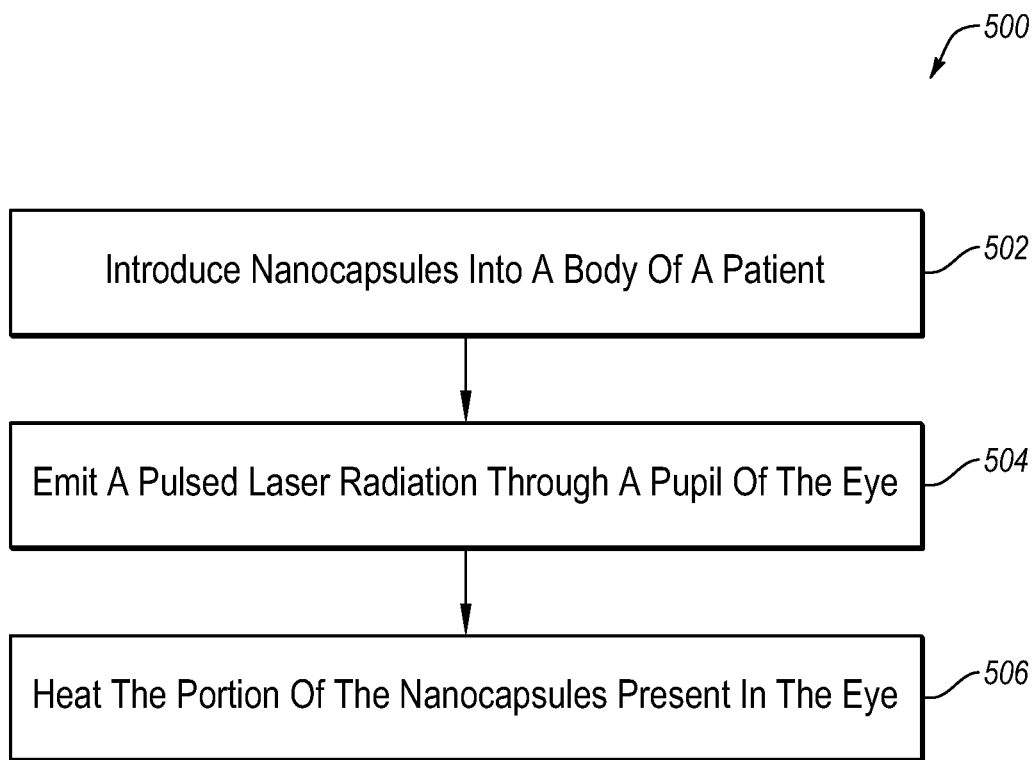 500
Introduce Nanocapsules Into A Body Of A Patient
502
Emit A Pulsed Laser Radiation Through A Pupil Of The Eye
504
Heat The Portion Of The Nanocapsules Present In The Eye
506